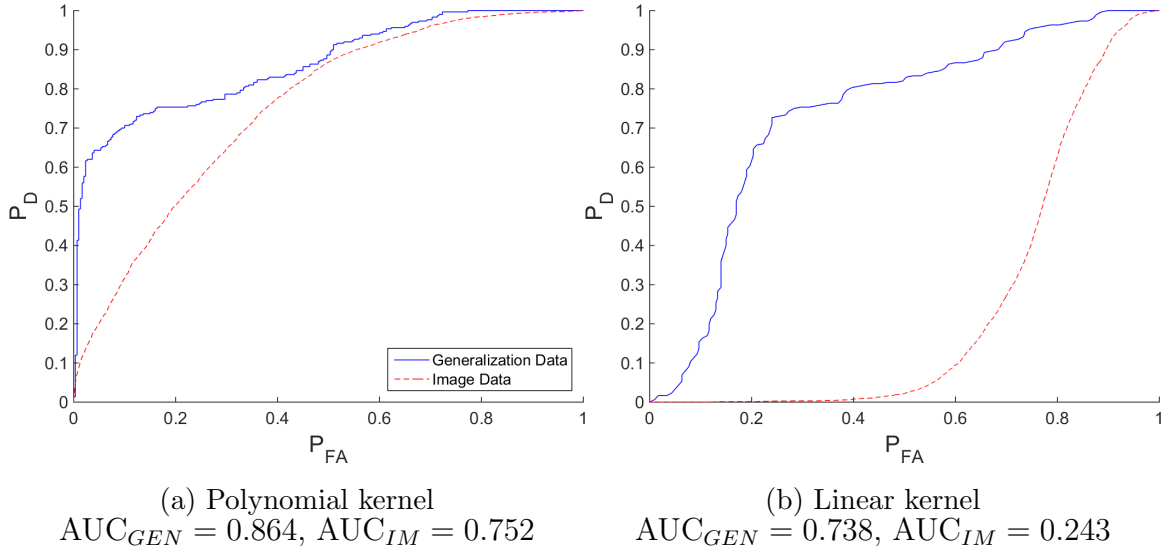 1
0.9
0.8
0.7
0.6
0.5
0.4
0.3
0.2
0.1
0
P_D
0 0.2 0.4 0.6 0.8 1
P_FA
Generalization Data
Image Data
1
0.9
0.8
0.7
0.6
0.5
0.4
0.3
0.2
0.1
0
P_D
0 0.2 0.4 0.6 0.8 1
P_FA
(a) Polynomial kernel
AUC_GEN = 0.864, AUC_IM = 0.752
(b) Linear kernel
AUC_GEN = 0.738, AUC_IM = 0.243